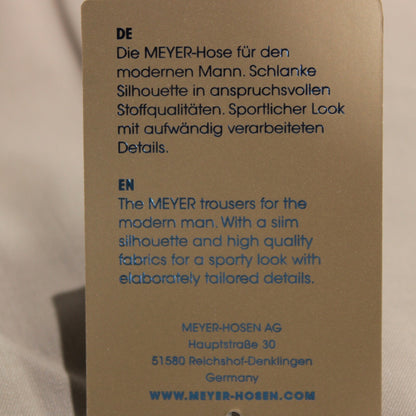 DE
Die MEYER-Hose für den
modernen Mann. Schlanke
Silhouette in anspruchsvollen
Stoffqualitäten. Sportlicher Look
mit aufwändig verarbeiteten
Details.
EN
The MEYER trousers for the
modern man. With a slim
silhouette and high quality
fabrics for a sporty look with
elaborately tailored details.
MEYER-HOSEN AG
Hauptstraße 30
51580 Reichshof-Denklingen
Germany
WWW.MEYER-HOSEN.COM